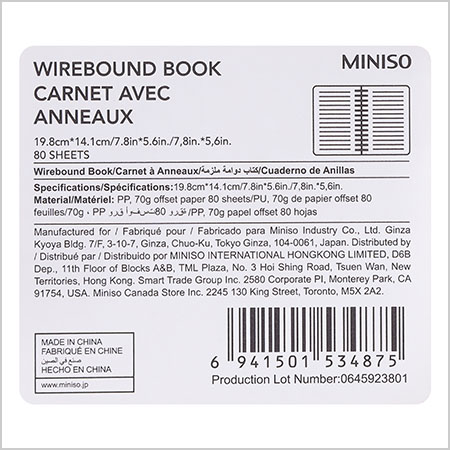 WIREBOUND BOOK
CARNET AVEC
ANNEAUX
MINISO
19.8cm*14.1cm/7.8in*5.6in./7,8in.*5,6in.
80 SHEETS
Wirebound Book/Carnet à Anneaux/كتاب دوامة ملزمة/Cuaderno de Anillas
Specifications/Spécifications:19.8cm*14.1cm/7.8in*5.6in./7,8in.*5,6in.
Material/Matériel: PP, 70g offset paper 80 sheets/PU, 70g de papier offset 80
feuilles/70g ، PP /PP, 70g papel offset 80 hojas
Manufactured for / Fabriqué pour / Fabricado para Miniso Industry Co., Ltd. Ginza
Kyoya Bldg. 7/F, 3-10-7, Ginza, Chuo-Ku, Tokyo Ginza, 104-0061, Japan. Distributed by
/ Distribué par / Distribuido por MINISO INTERNATIONAL HONGKONG LIMITED, D6B
Dep., 11th Floor of Blocks A&B, TML Plaza, No. 3 Hoi Shing Road, Tsuen Wan, New
Territories, Hong Kong. Smart Grass Group Inc. 2580 Corporate Pl, Monterey Park, CA
91754, USA. Miniso Canada Store Inc. 2245 130 King Street, Toronto, M5X 2A2.
MADE IN CHINA
FABRIQUÉ EN CHINE
صنع في الصين
HECHO EN CHINA
www.miniso.jp
6 941501 534875
Production Lot Number:0645923801